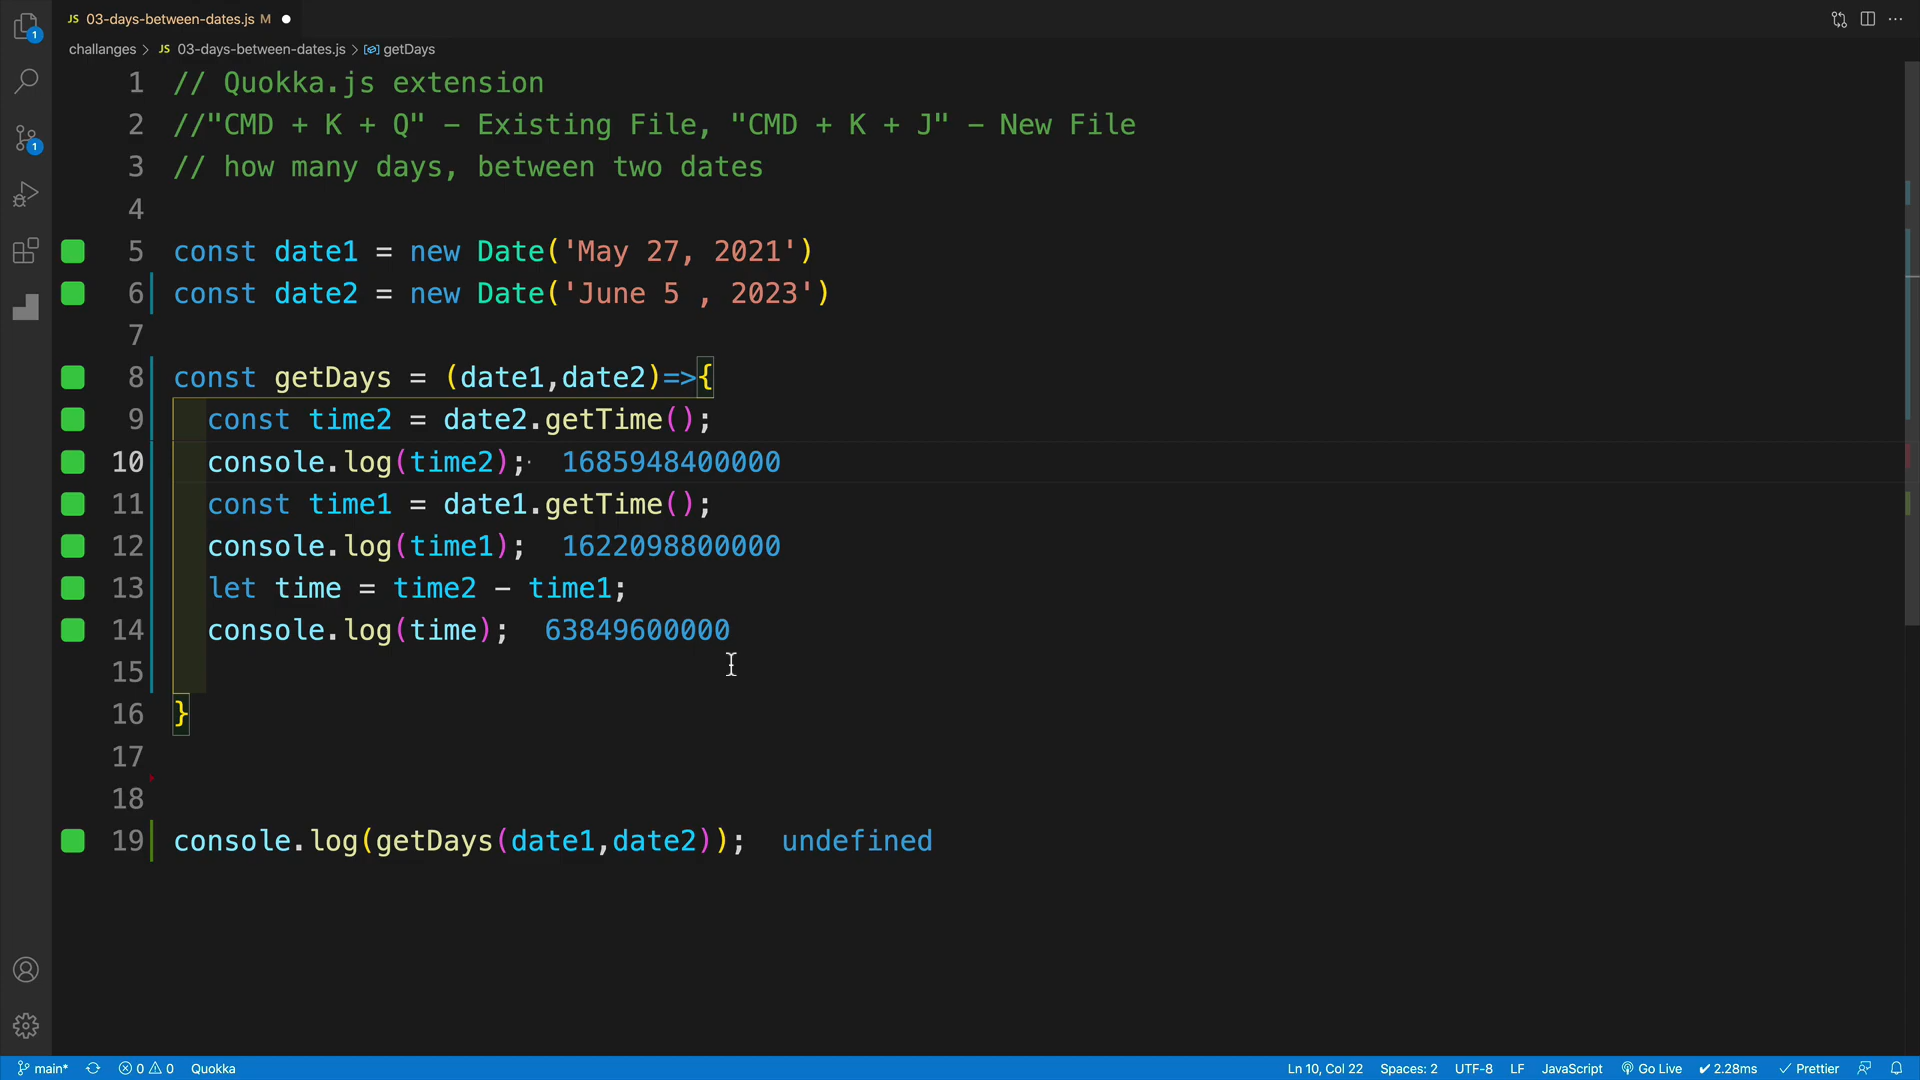 JS 03-days-between-dates.js M
challanges > JS 03-days-between-dates.js > getDays
1 // Quokka.js extension
2 //"CMD + K + Q" - Existing File, "CMD + K + J" - New File
3 // how many days, between two dates
4
5 const date1 = new Date('May 27, 2021')
6 const date2 = new Date('June 5 , 2023')
7
8 const getDays = (date1,date2)=>{
9 const time2 = date2.getTime();
10 console.log(time2); 1685948400000
11 const time1 = date1.getTime();
12 console.log(time1); 1622098800000
13 let time = time2 - time1;
14 console.log(time); 63849600000
15
16 }
17
18
19 console.log(getDays(date1,date2)); undefined
1
1
main* 0 0 Quokka Ln 10, Col 22 Spaces: 2 UTF-8 LF JavaScript Go Live ✓ 2.28ms ✓ Prettier